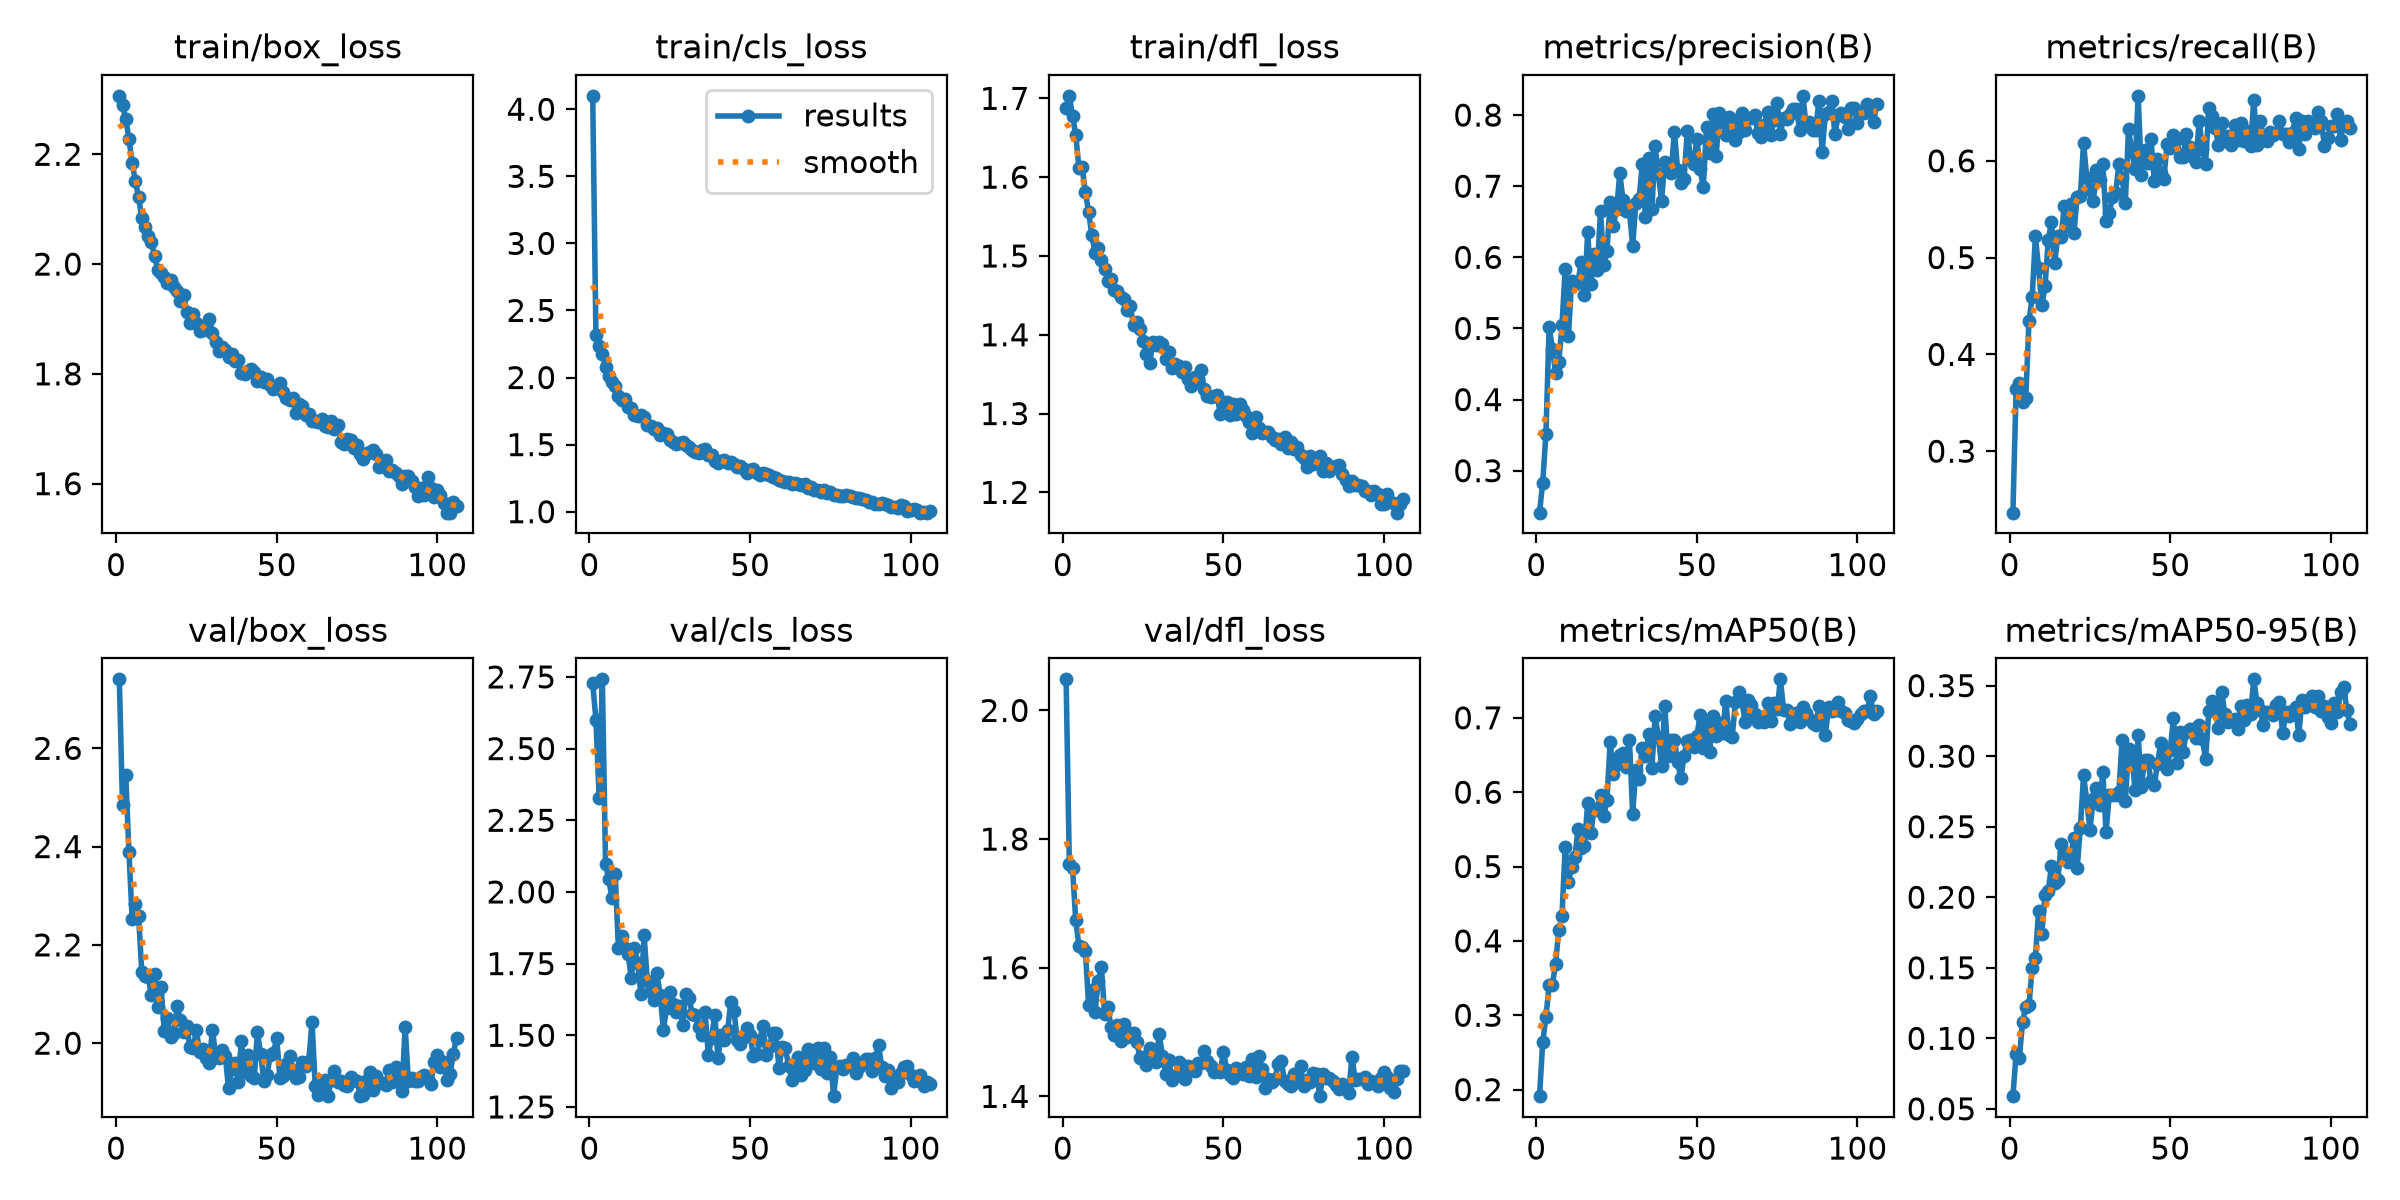 train/box_loss
2.2
2.0
1.8
1.6
0 50 100
train/cls_loss
results
smooth
4.0
3.5
3.0
2.5
2.0
1.5
1.0
0 50 100
train/dfl_loss
1.7
1.6
1.5
1.4
1.3
1.2
0 50 100
metrics/precision(B)
0.8
0.7
0.6
0.5
0.4
0.3
0 50 100
metrics/recall(B)
0.6
0.5
0.4
0.3
0 50 100
val/box_loss
2.6
2.4
2.2
2.0
0 50 100
val/cls_loss
2.75
2.50
2.25
2.00
1.75
1.50
1.25
0 50 100
val/dfl_loss
2.0
1.8
1.6
1.4
0 50 100
metrics/mAP50(B)
0.7
0.6
0.5
0.4
0.3
0.2
0 50 100
metrics/mAP50-95(B)
0.35
0.30
0.25
0.20
0.15
0.10
0.05
0 50 100